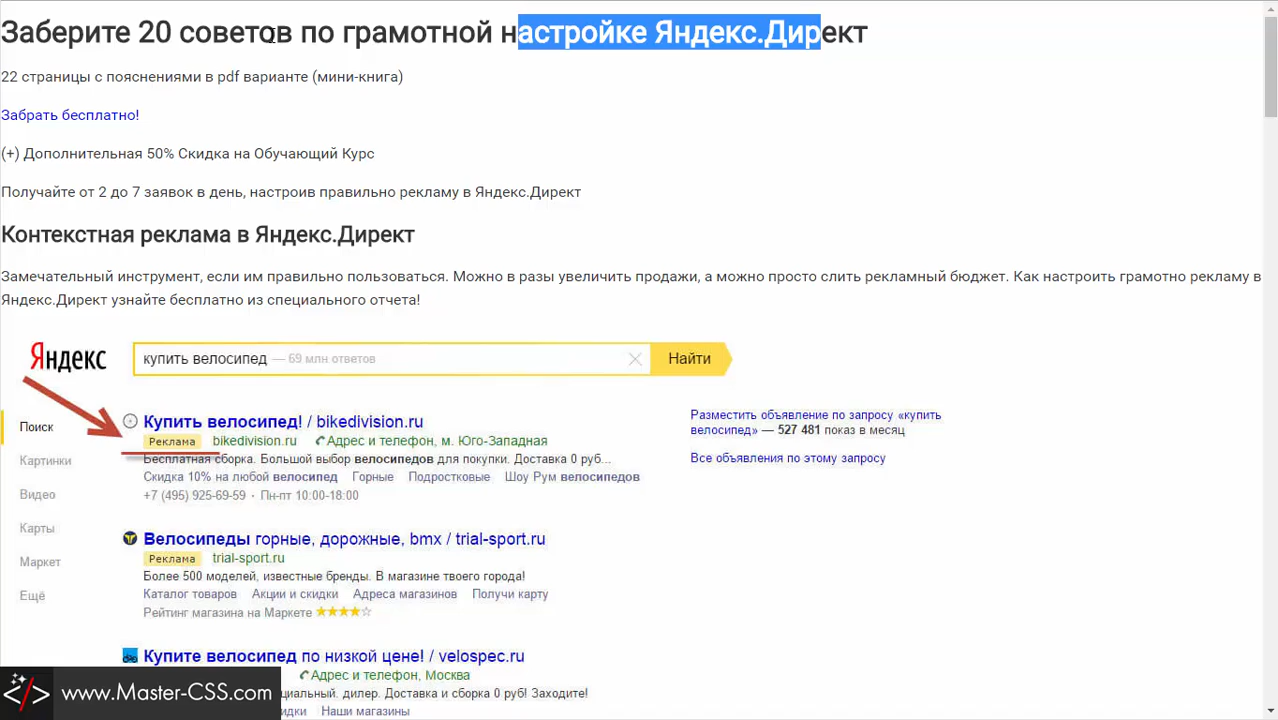 Заберите 20 советов по грамотной настройке Яндекс.Директ
22 страницы с пояснениями в pdf варианте (мини-книга)
Забрать бесплатно!
(+) Дополнительная 50% Скидка на Обучающий Курс
Получайте от 2 до 7 заявок в день, настроив правильно рекламу в Яндекс.Директ
Контекстная реклама в Яндекс.Директ
Замечательный инструмент, если им правильно пользоваться. Можно в разы увеличить продажи, а можно просто слить рекламный бюджет. Как настроить грамотно рекламу в
Яндекс.Директ узнайте бесплатно из специального отчета!
Яндекс
купить велосипед — 69 млн ответов
Найти
Поиск
Картинки
Видео
Карты
Маркет
Ещё
Купить велосипед! / bikedivision.ru
Реклама bikedivision.ru Адрес и телефон, м. Юго-Западная
Бесплатная сборка. Большой выбор велосипедов для покупки. Доставка 0 руб...
Скидка 10% на любой велосипед Горные Подростковые Шоу Рум велосипедов
+7 (495) 925-69-59 · Пн-пт 10:00-18:00
Велосипеды горные, дорожные, bmx / trial-sport.ru
Реклама trial-sport.ru
Более 500 моделей, известные бренды. В магазине твоего города!
Каталог товаров Акции и скидки Адреса магазинов Получи карту
Рейтинг магазина на Маркете
Купите велосипед по низкой цене! / velospec.ru
Адрес и телефон, Москва
дилер. Доставка и сборка 0 руб! Заходите!
Наши магазины
Разместить объявление по запросу «купить
велосипед» — 527 481 показ в месяц
Все объявления по этому запросу
www.Master-CSS.com